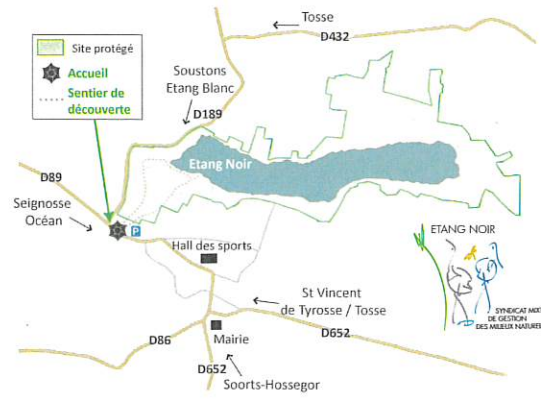 Tosse
D432
Site protégé
Accueil
Sentier de
découverte
Soustons
Etang Blanc
D189
Etang Noir
D89
Seignosse
Océan
P
Hall des sports
ETANG NOIR
St Vincent
de Tyrosse / Tosse
SYNDICAT MIXT
DE GESTION
DES MILIEUX NATUREL
D652
D86
Mairie
D652
Soorts-Hossegor